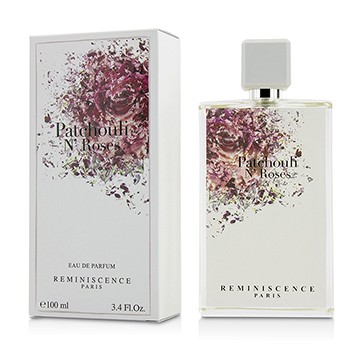 Patchouli
N' Roses
EAU DE PARFUM
REMINISCENCE
PARIS
℮100 ml 3.4 Fl.Oz.
Patchouli
N' Roses
REMINISCENCE
PARIS